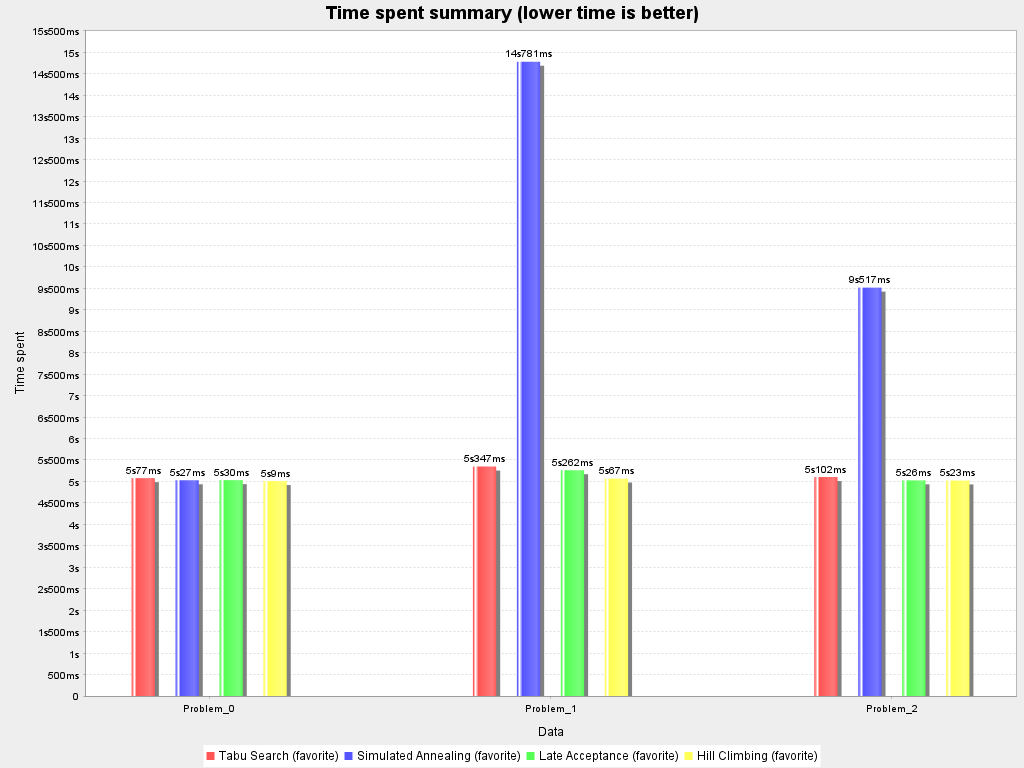 Time spent summary (lower time is better)
15s500ms
15s
14s500ms
14s
13s500ms
13s
12s500ms
12s
11s500ms
11s
10s500ms
10s
9s500ms
9s
8s500ms
8s
7s500ms
7s
6s500ms
6s
5s500ms
5s
4s500ms
4s
3s500ms
3s
2s500ms
2s
1s500ms
1s
500ms
0
Time spent
5s77ms 5s27ms 5s30ms 5s9ms
5s347ms 14s781ms 5s262ms 5s67ms
5s102ms 9s517ms 5s26ms 5s23ms
Problem_0 Problem_1 Problem_2
Data
Tabu Search (favorite) Simulated Annealing (favorite) Late Acceptance (favorite) Hill Climbing (favorite)